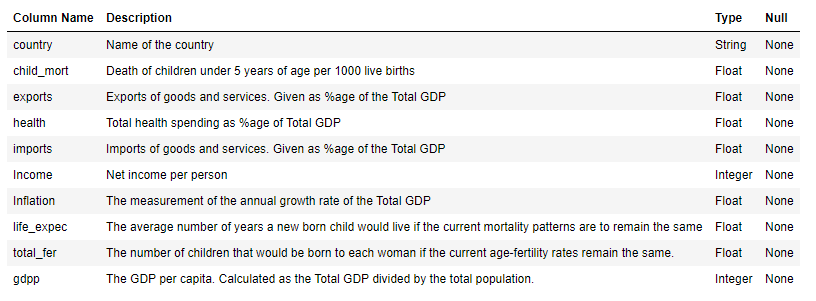 Column Name Description Type Null
country Name of the country String None
child_mort Death of children under 5 years of age per 1000 live births Float None
exports Exports of goods and services. Given as %age of the Total GDP Float None
health Total health spending as %age of Total GDP Float None
imports Imports of goods and services. Given as %age of the Total GDP Float None
Income Net income per person Integer None
Inflation The measurement of the annual growth rate of the Total GDP Float None
life_expec The average number of years a new born child would live if the current mortality patterns are to remain the same Float None
total_fer The number of children that would be born to each woman if the current age-fertility rates remain the same. Float None
gdpp The GDP per capita. Calculated as the Total GDP divided by the total population. Integer None